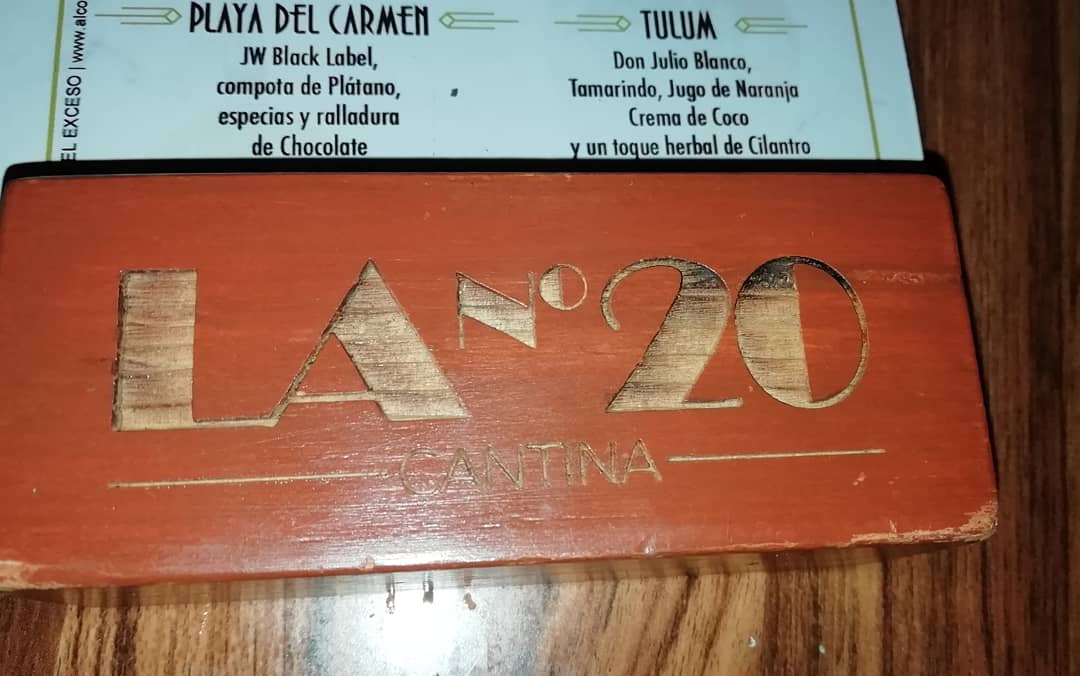 EL EXCESO | www.alco
PLAYA DEL CARMEN
JW Black Label,
compota de Plátano,
especias y ralladura
de Chocolate
TULUM
Don Julio Blanco,
Tamarindo, Jugo de Naranja
Crema de Coco
y un toque herbal de Cilantro
LA Nº 20
CANTINA